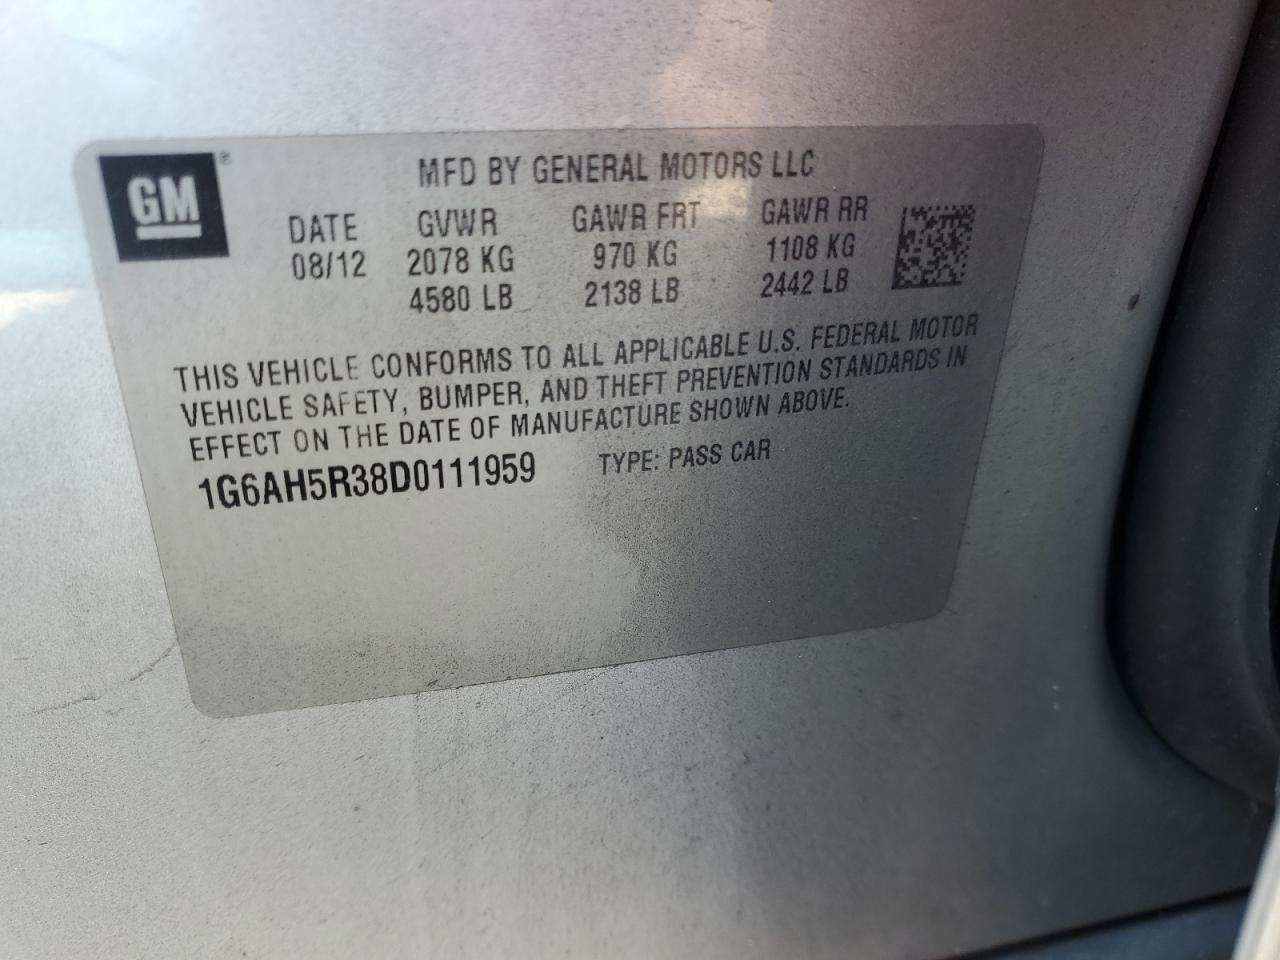 GM ®
MFD BY GENERAL MOTORS LLC
DATE GVWR GAWR FRT GAWR RR
08/12 2078 KG 970 KG 1108 KG
4580 LB 2138 LB 2442 LB
THIS VEHICLE CONFORMS TO ALL APPLICABLE U.S. FEDERAL MOTOR
VEHICLE SAFETY, BUMPER, AND THEFT PREVENTION STANDARDS IN
EFFECT ON THE DATE OF MANUFACTURE SHOWN ABOVE.
1G6AH5R38D0111959 TYPE: PASS CAR